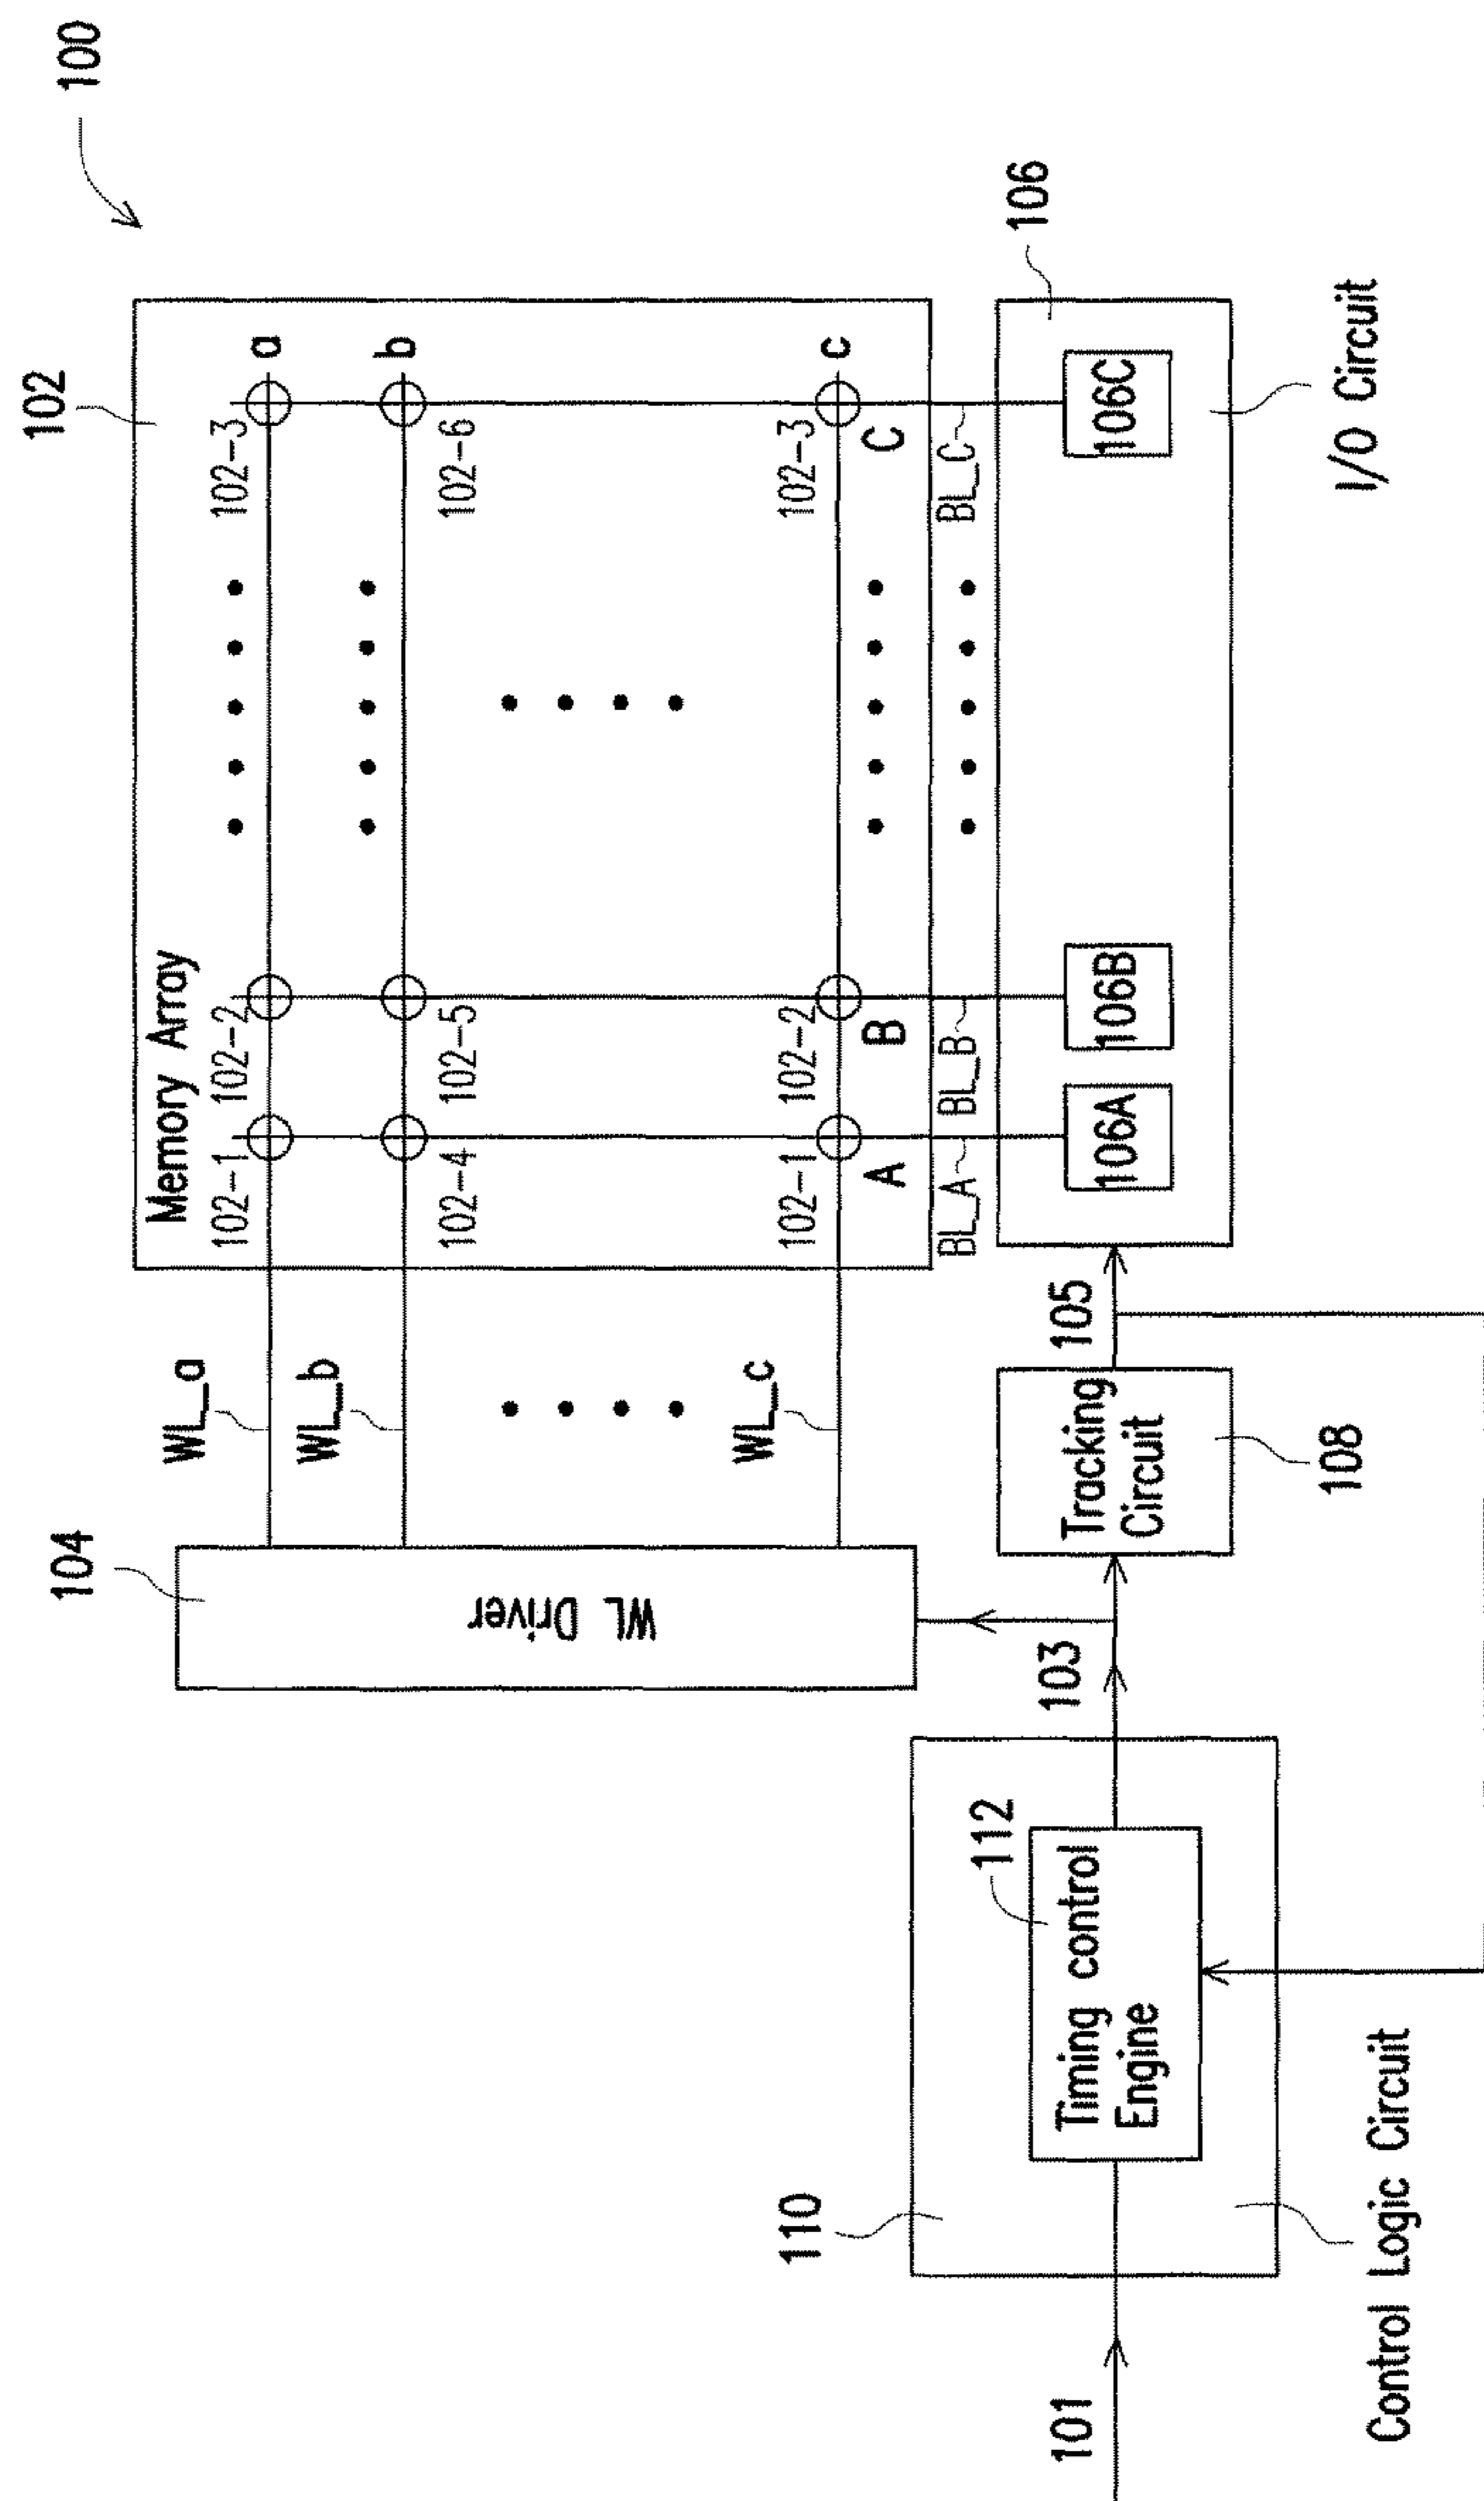 100
102
Memory Array
102-1 102-2 102-3 a
102-4 102-5 102-6 b
102-1 102-2 102-3 c
A B C
104
WL Driver
WL_a
WL_b
WL_c
BL_A BL_B BL_C
106
106A 106B 106C
I/O Circuit
105
Tracking
Circuit
108
103
110
112
Timing control
Engine
101
Control Logic Circuit